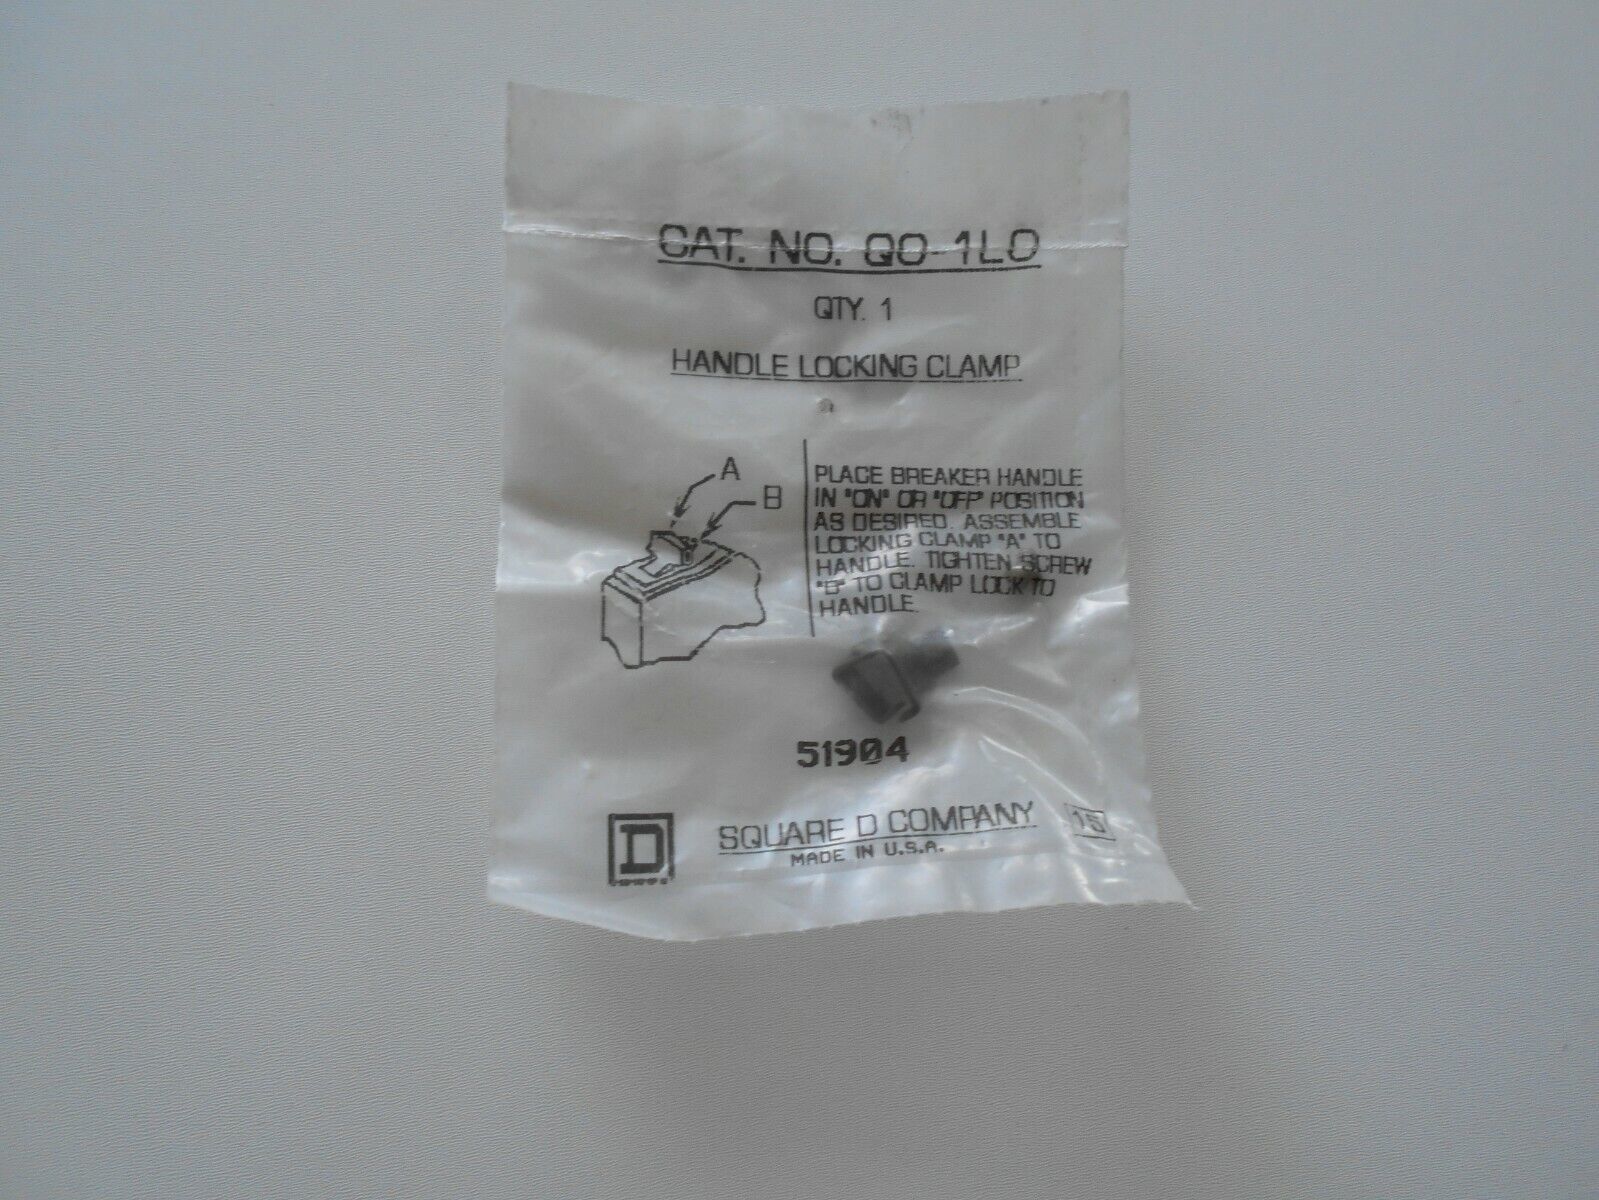 CAT. NO. QO-1LO
QTY. 1
HANDLE LOCKING CLAMP
A
B
PLACE BREAKER HANDLE
IN "ON" OR "OFF" POSITION
AS DESIRED. ASSEMBLE
LOCKING CLAMP "A" TO
HANDLE. TIGHTEN SCREW
"B" TO CLAMP LOCK TO
HANDLE.
51904
D
SQUARE D COMPANY
15
MADE IN U.S.A.